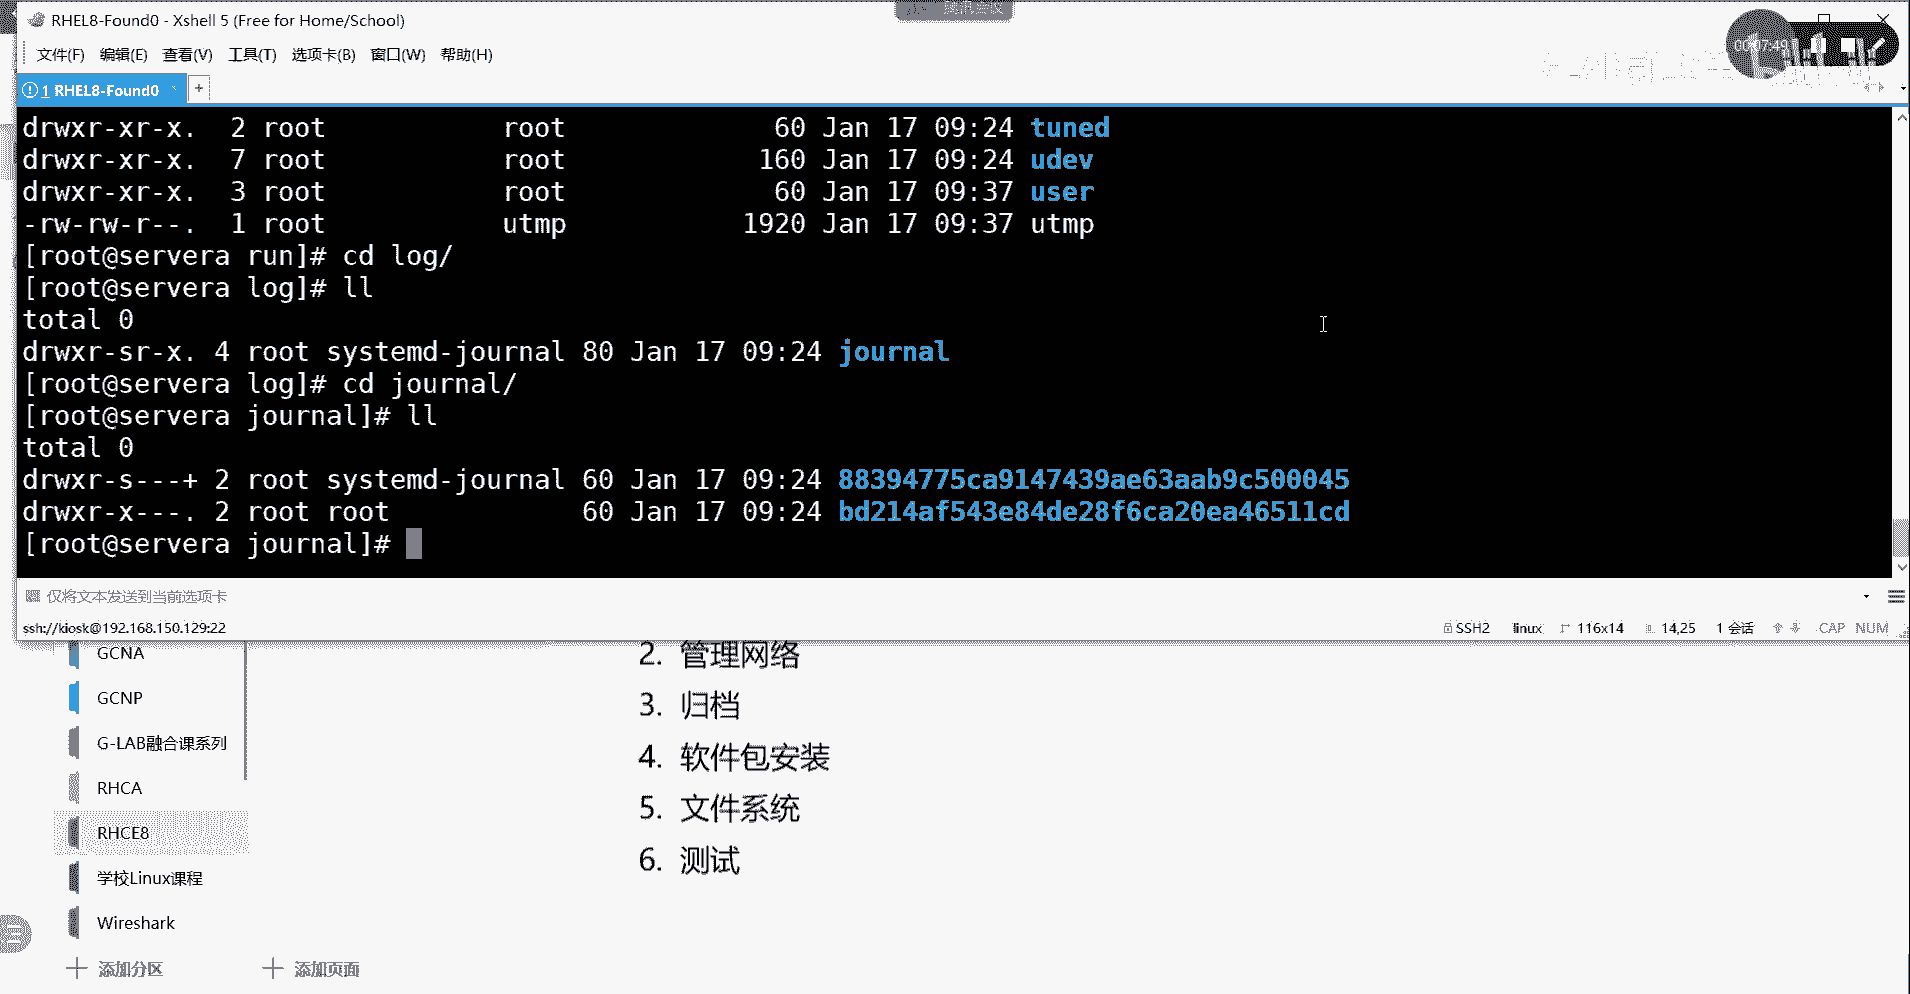 RHEL8-Found0 - Xshell 5 (Free for Home/School)
00:07:49
文件(F) 编辑(E) 查看(V) 工具(T) 选项卡(B) 窗口(W) 帮助(H)
1 RHEL8-Found0 +
drwxr-xr-x. 2 root root 60 Jan 17 09:24 tuned
drwxr-xr-x. 7 root root 160 Jan 17 09:24 udev
drwxr-xr-x. 3 root root 60 Jan 17 09:37 user
-rw-rw-r--. 1 root utmp 1920 Jan 17 09:37 utmp
[root@servera run]# cd log/
[root@servera log]# ll
total 0
drwxr-sr-x. 4 root systemd-journal 80 Jan 17 09:24 journal
[root@servera log]# cd journal/
[root@servera journal]# ll
total 0
drwxr-s---+ 2 root systemd-journal 60 Jan 17 09:24 88394775ca9147439ae63aab9c500045
drwxr-x---. 2 root root 60 Jan 17 09:24 bd214af543e84de28f6ca20ea46511cd
[root@servera journal]#
仅将文本发送到当前选项卡
ssh://kiosk@192.168.150.129:22 SSH2 linux 116x14 14,25 1 会话 CAP NUM
GCNA
GCNP
G-LAB融合课系列
RHCA
RHCE8
学校Linux课程
Wireshark
添加分区 添加页面
2. 管理网络
3. 归档
4. 软件包安装
5. 文件系统
6. 测试